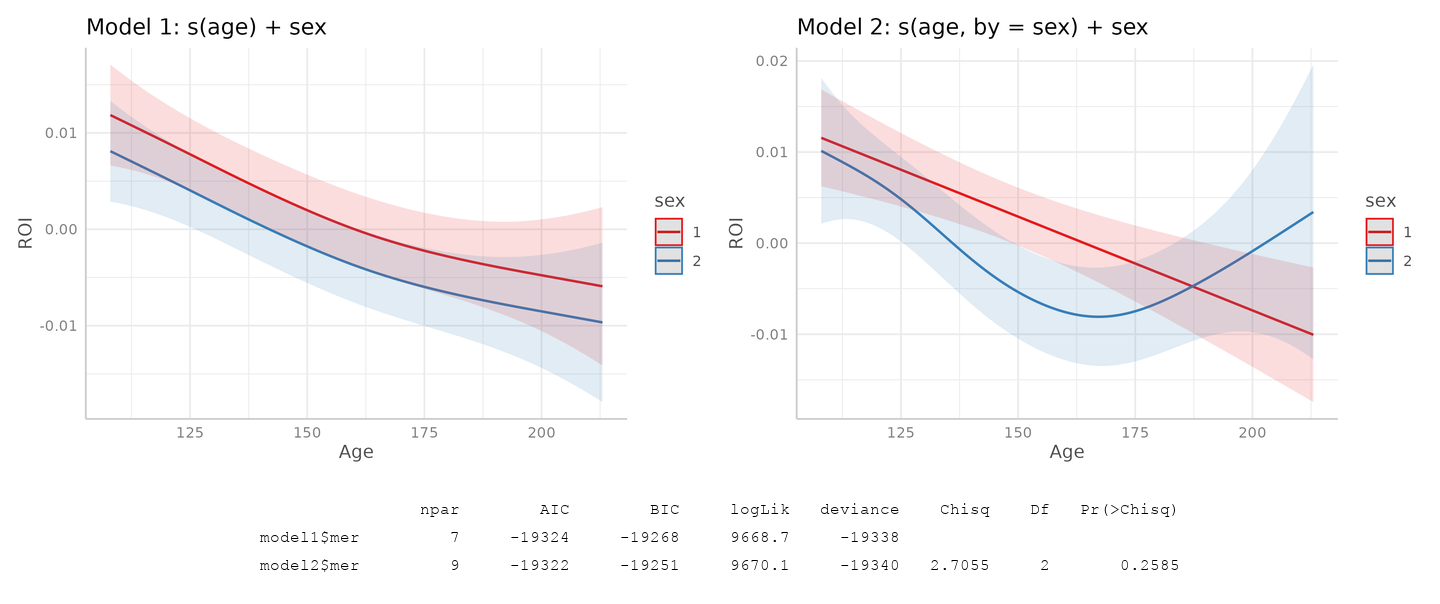 Model 1: s(age) + sex
0.01
0.00
-0.01
ROI
125 150 175 200
Age
sex
1
2
Model 2: s(age, by = sex) + sex
0.02
0.01
0.00
-0.01
ROI
125 150 175 200
Age
sex
1
2
npar AIC BIC logLik deviance Chisq Df Pr(>Chisq)
model1$mer 7 -19324 -19268 9668.7 -19338
model2$mer 9 -19322 -19251 9670.1 -19340 2.7055 2 0.2585